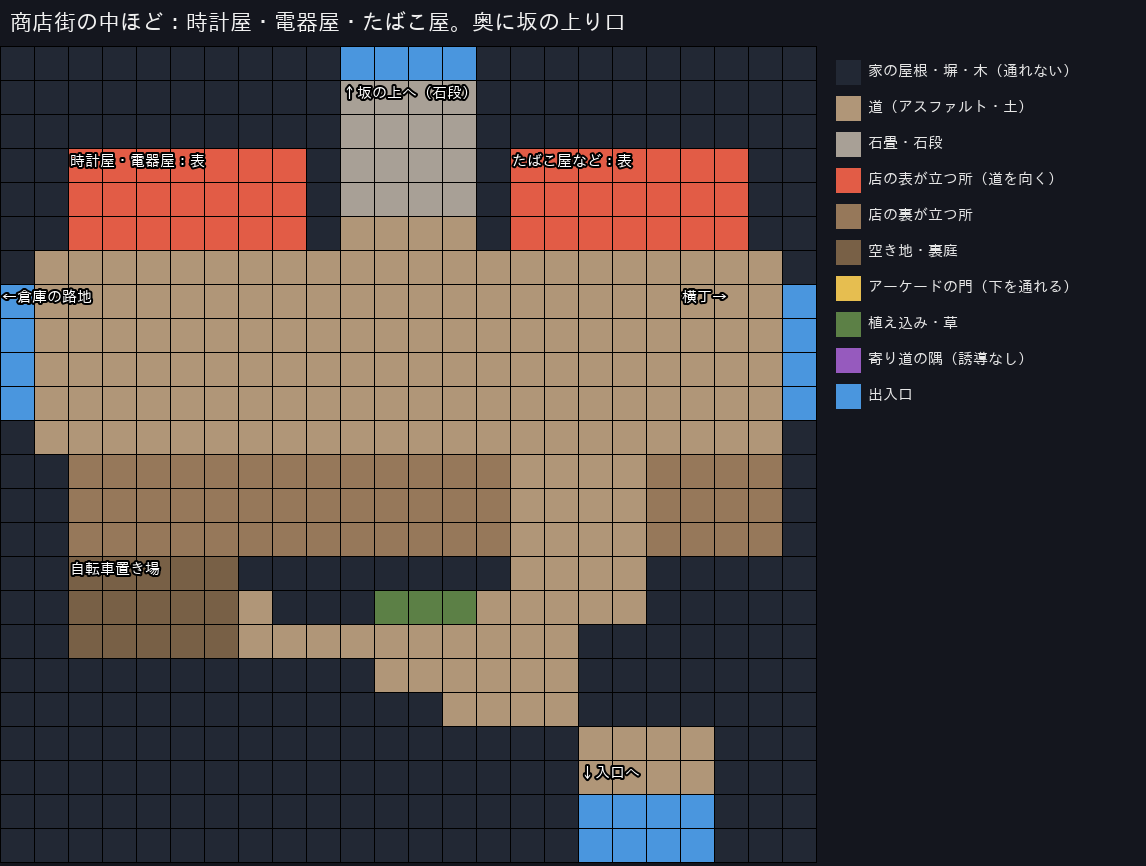 商店街の中ほど：時計屋・電器屋・たばこ屋。奥に坂の上り口
↑坂の上へ（石段）
時計屋・電器屋：表
たばこ屋など：表
←倉庫の路地
横丁→
自転車置き場
↓入口へ
家の屋根・塀・木（通れない）
道（アスファルト・土）
石畳・石段
店の表が立つ所（道を向く）
店の裏が立つ所
空き地・裏庭
アーケードの門（下を通れる）
植え込み・草
寄り道の隅（誘導なし）
出入口